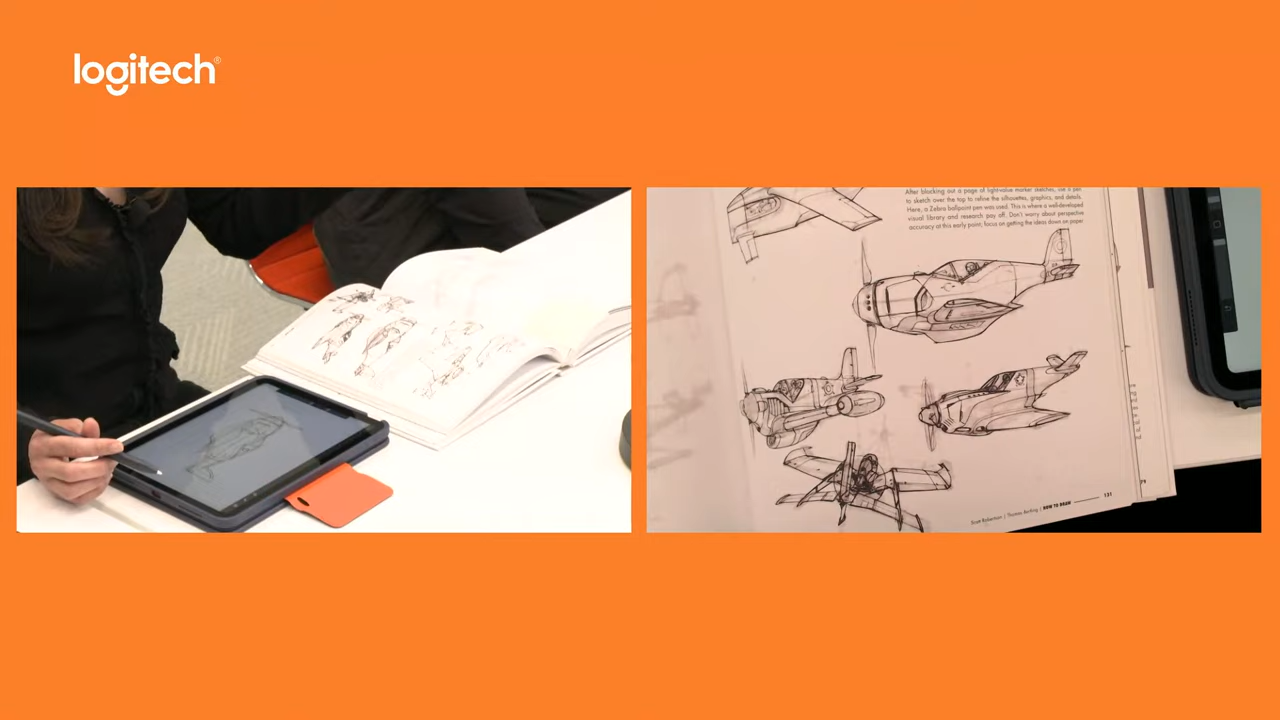 logitech®
After blocking out a page of light-value marker sketches, use a pen
to sketch over the top to refine the silhouettes, graphics, and details.
Here, a Zebra ballpoint pen was used. This is where a well-developed
visual library and research pay off. Don't worry about perspective
accuracy at this early point; focus on getting the ideas down on paper
Scott Robertson | Thomas Bertling | HOW TO DRAW
131